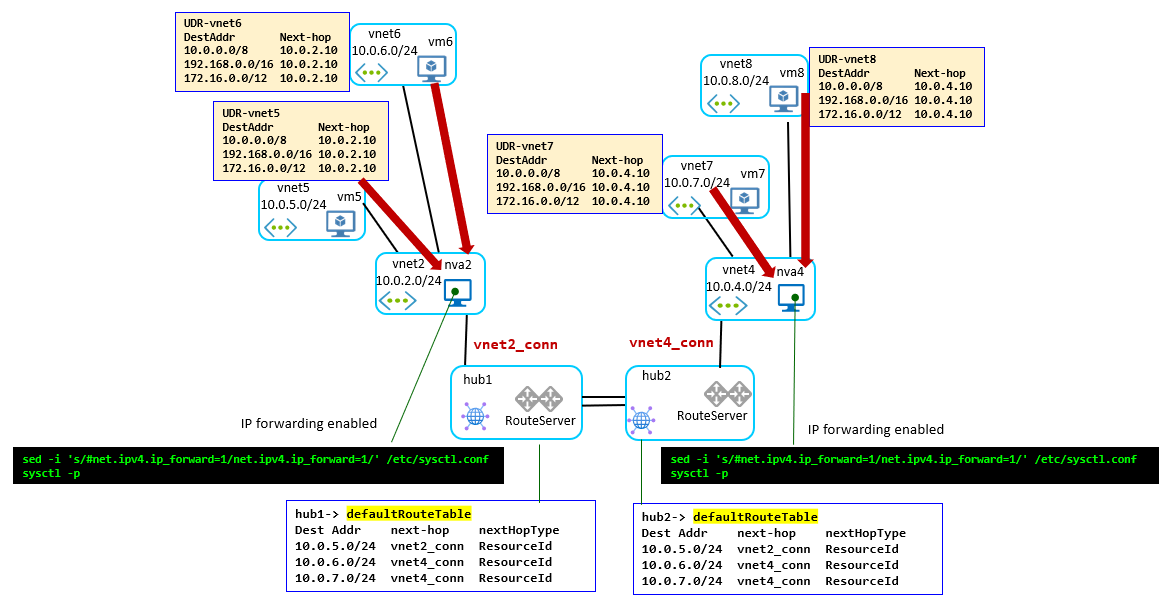 UDR-vnet6
DestAddr Next-hop
10.0.0.0/8 10.0.2.10
192.168.0.0/16 10.0.2.10
172.16.0.0/12 10.0.2.10
vnet6
10.0.6.0/24
vm6
UDR-vnet5
DestAddr Next-hop
10.0.0.0/8 10.0.2.10
192.168.0.0/16 10.0.2.10
172.16.0.0/12 10.0.2.10
vnet5
10.0.5.0/24
vm5
vnet8
10.0.8.0/24
vm8
UDR-vnet8
DestAddr Next-hop
10.0.0.0/8 10.0.4.10
192.168.0.0/16 10.0.4.10
172.16.0.0/12 10.0.4.10
UDR-vnet7
DestAddr Next-hop
10.0.0.0/8 10.0.4.10
192.168.0.0/16 10.0.4.10
172.16.0.0/12 10.0.4.10
vnet7
10.0.7.0/24
vm7
vnet2
10.0.2.0/24
nva2
vnet4
10.0.4.0/24
nva4
vnet2_conn
vnet4_conn
hub1
RouteServer
hub2
RouteServer
IP forwarding enabled
sed -i 's/#net.ipv4.ip_forward=1/net.ipv4.ip_forward=1/' /etc/sysctl.conf
sysctl -p
IP forwarding enabled
sed -i 's/#net.ipv4.ip_forward=1/net.ipv4.ip_forward=1/' /etc/sysctl.conf
sysctl -p
hub1-> defaultRouteTable
Dest Addr next-hop nextHopType
10.0.5.0/24 vnet2_conn ResourceId
10.0.6.0/24 vnet4_conn ResourceId
10.0.7.0/24 vnet4_conn ResourceId
hub2-> defaultRouteTable
Dest Addr next-hop nextHopType
10.0.5.0/24 vnet2_conn ResourceId
10.0.6.0/24 vnet4_conn ResourceId
10.0.7.0/24 vnet4_conn ResourceId